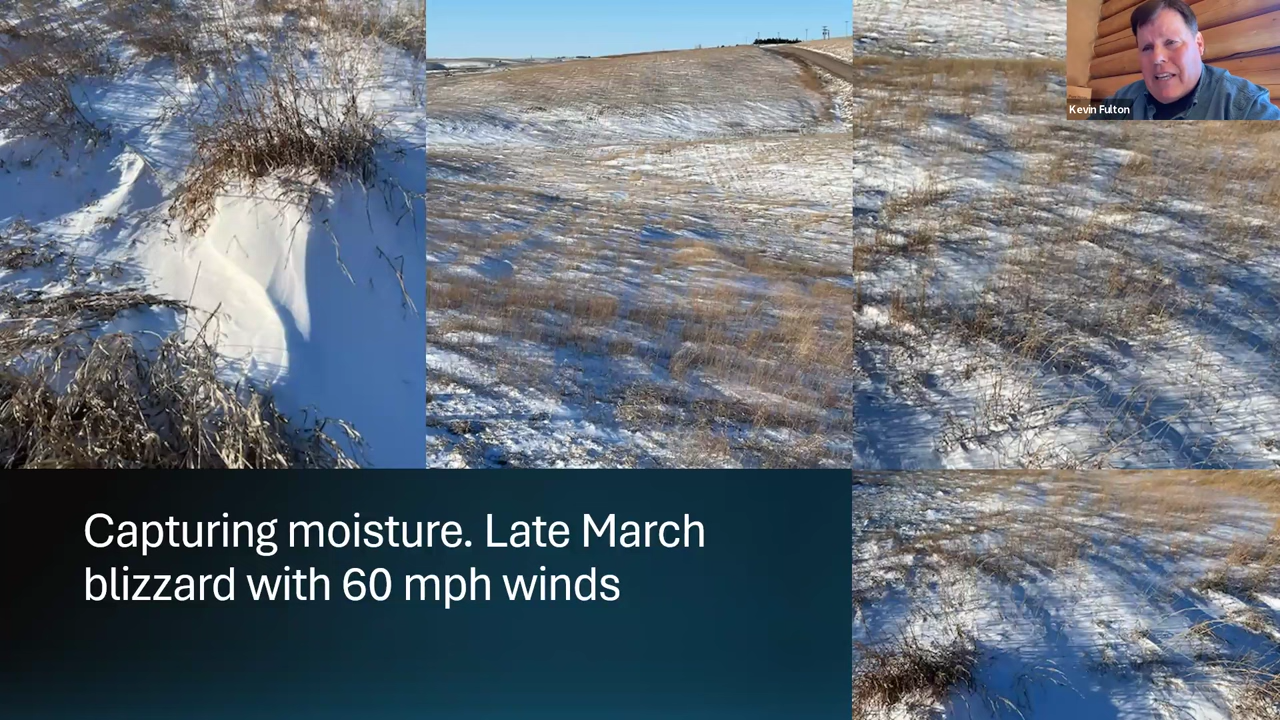 Kevin Fulton
Capturing moisture. Late March
blizzard with 60 mph winds